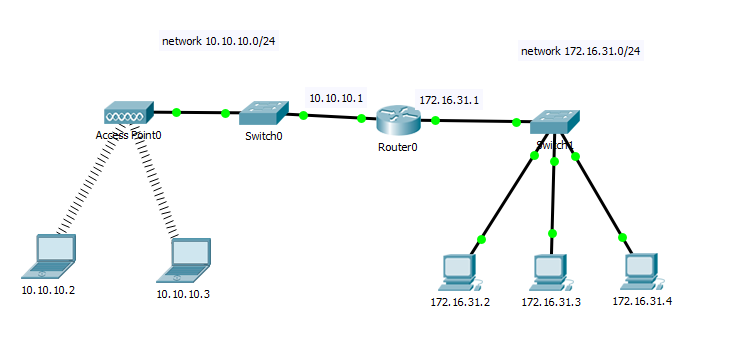 network 10.10.10.0/24
network 172.16.31.0/24
10.10.10.1
172.16.31.1
Access Point0
Switch0
Router0
Switch1
10.10.10.2
10.10.10.3
172.16.31.2
172.16.31.3
172.16.31.4